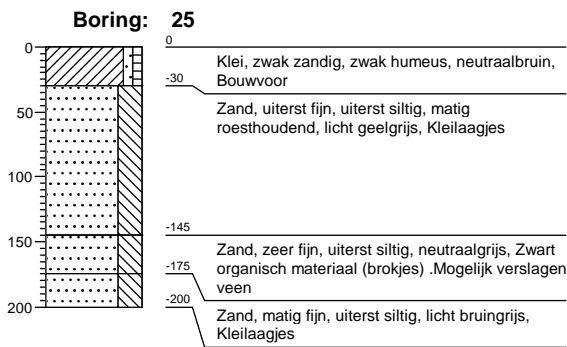 Boring: 25
0
0
Klei, zwak zandig, zwak humeus, neutraalbruin,
Bouwvoor
-30
Zand, uiterst fijn, uiterst siltig, matig
roesthoudend, licht geelgrijs, Kleilaagjes
50
100
-145
150
Zand, zeer fijn, uiterst siltig, neutraalgrijs, Zwart
organisch materiaal (brokjes) .Mogelijk verslagen
veen
-175
200
-200
Zand, matig fijn, uiterst siltig, licht bruingrijs,
Kleilaagjes